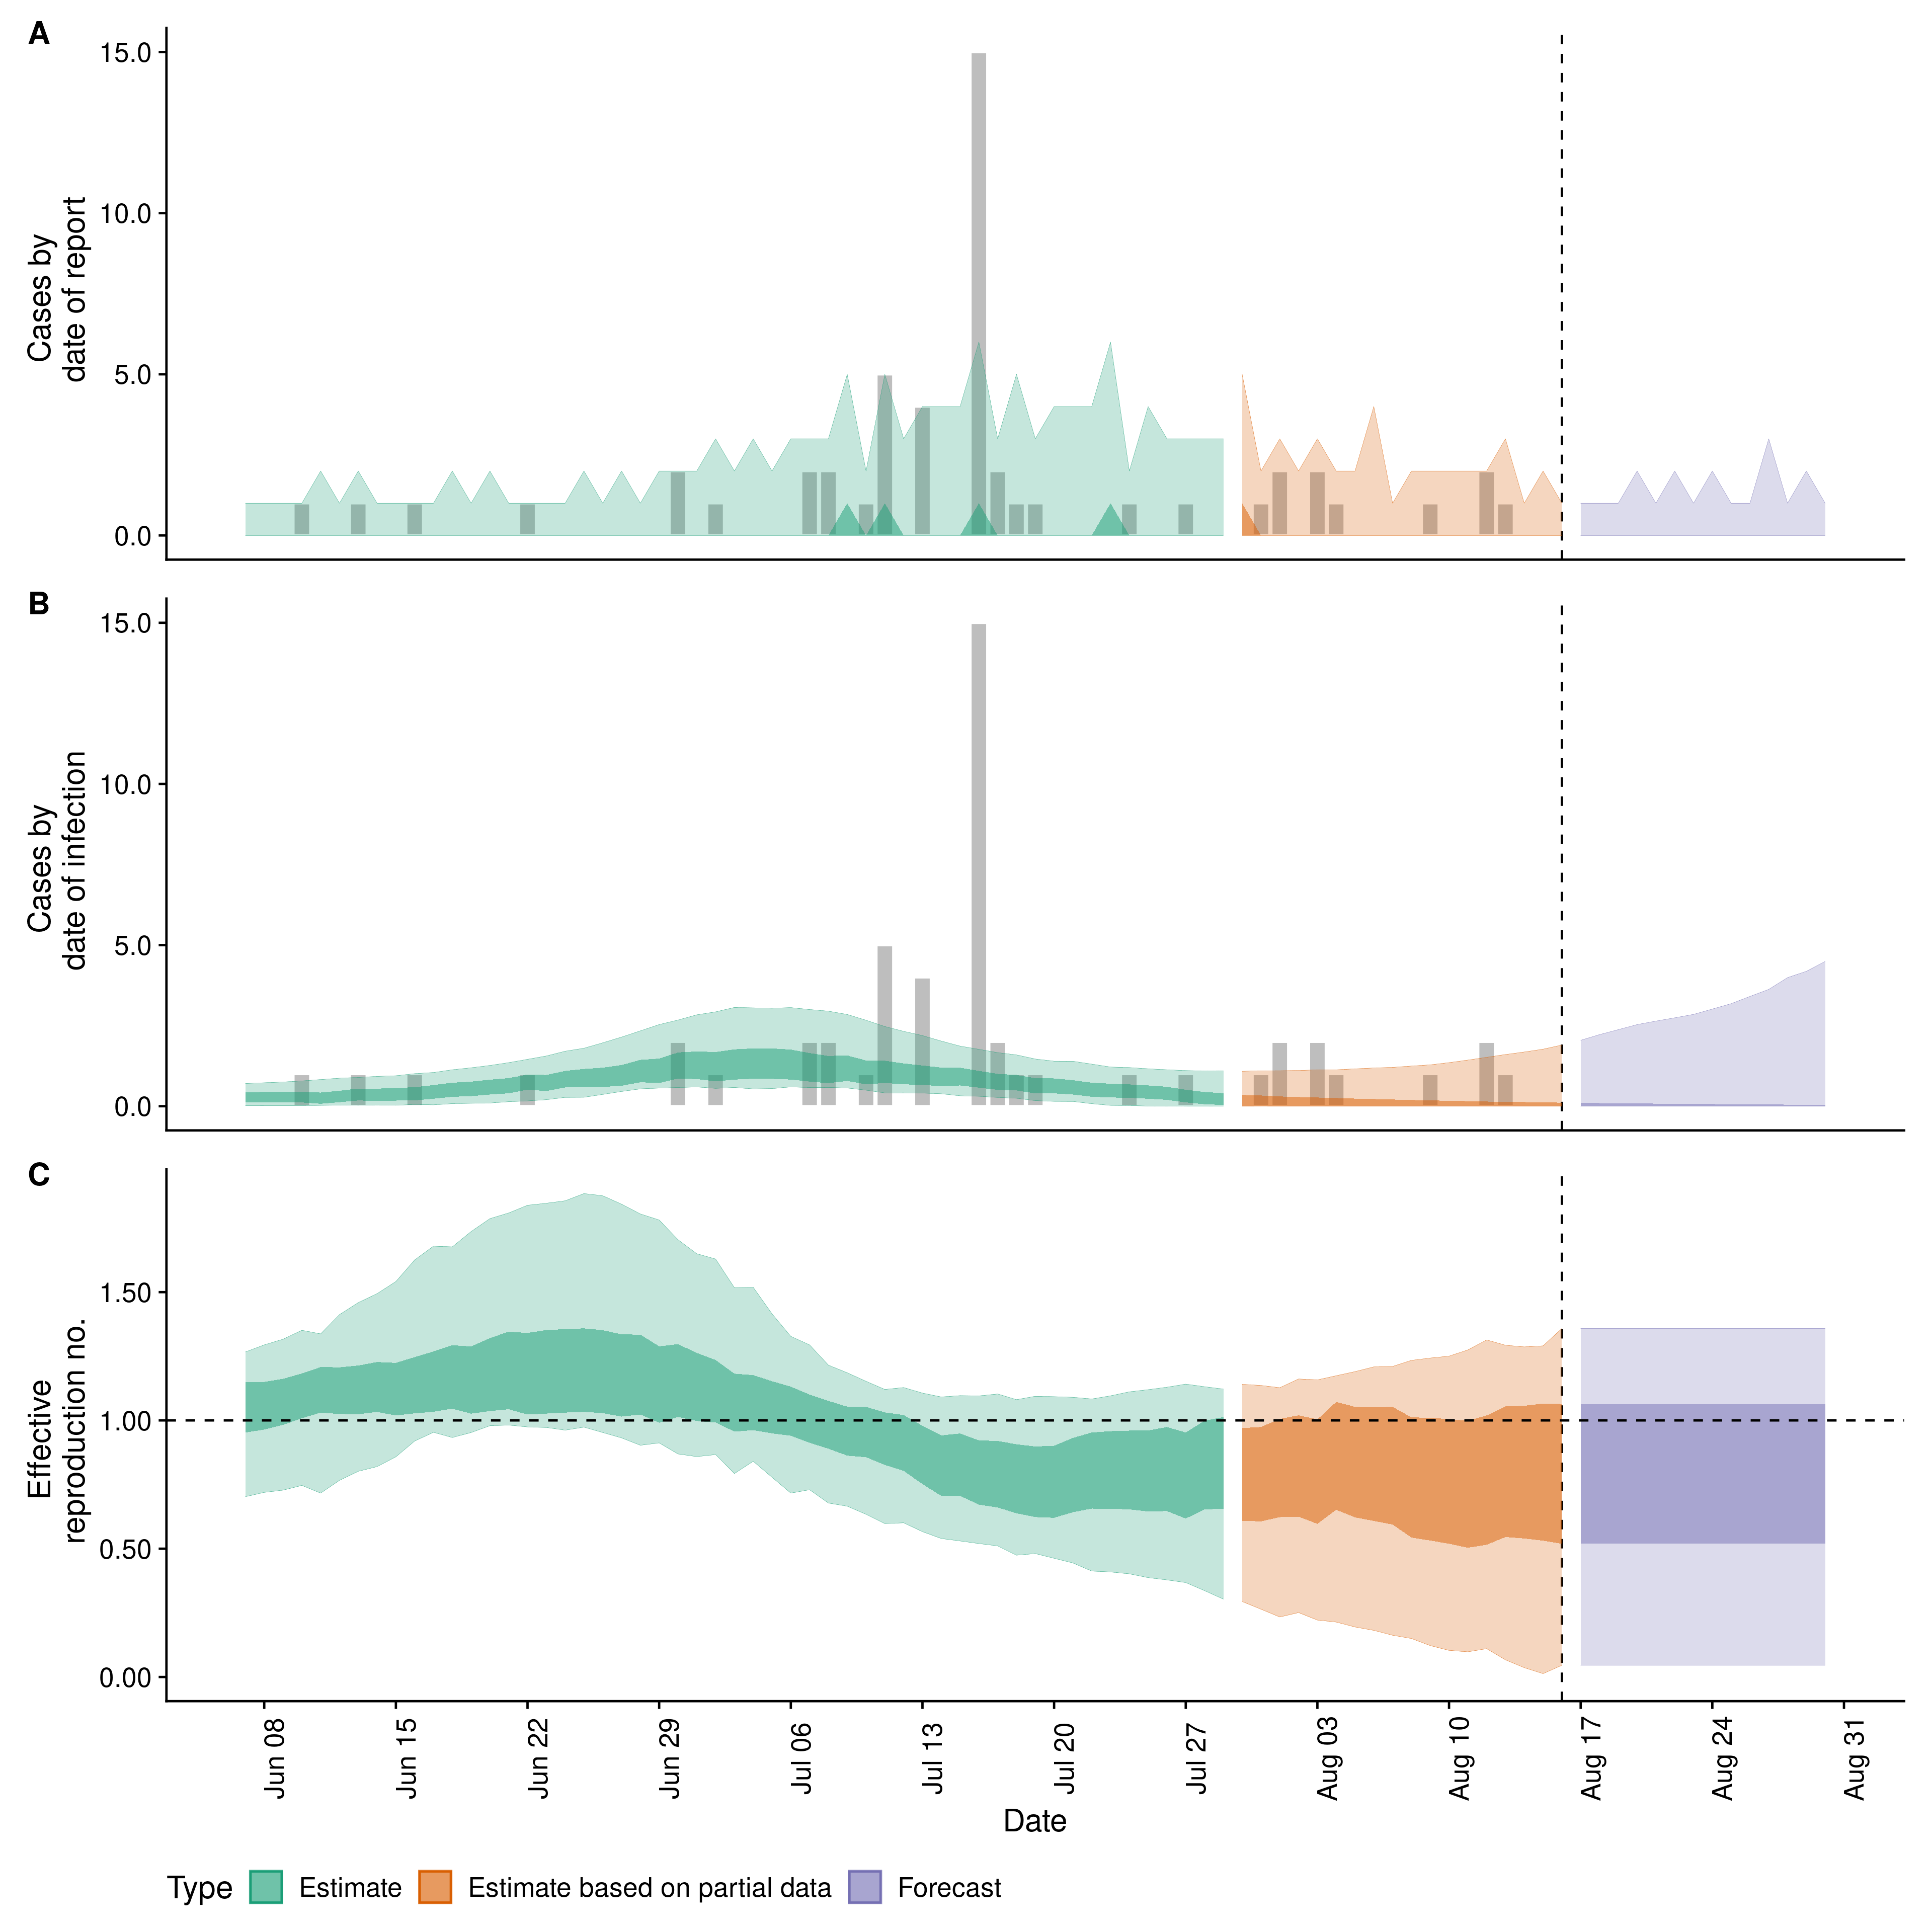 A
15.0
10.0
5.0
0.0
Cases by
date of report
B
15.0
10.0
5.0
0.0
Cases by
date of infection
C
1.50
1.00
0.50
0.00
Effective
reproduction no.
Jun 08
Jun 15
Jun 22
Jun 29
Jul 06
Jul 13
Jul 20
Jul 27
Aug 03
Aug 10
Aug 17
Aug 24
Aug 31
Date
Type Estimate Estimate based on partial data Forecast